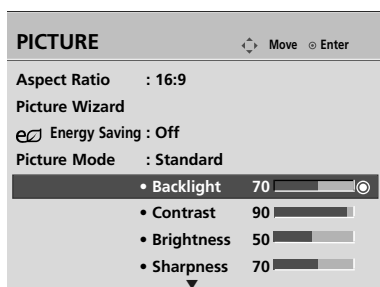 PICTURE Move Enter
Aspect Ratio : 16:9
Picture Wizard
Energy Saving : Off
Picture Mode : Standard
• Backlight 70
• Contrast 90
• Brightness 50
• Sharpness 70